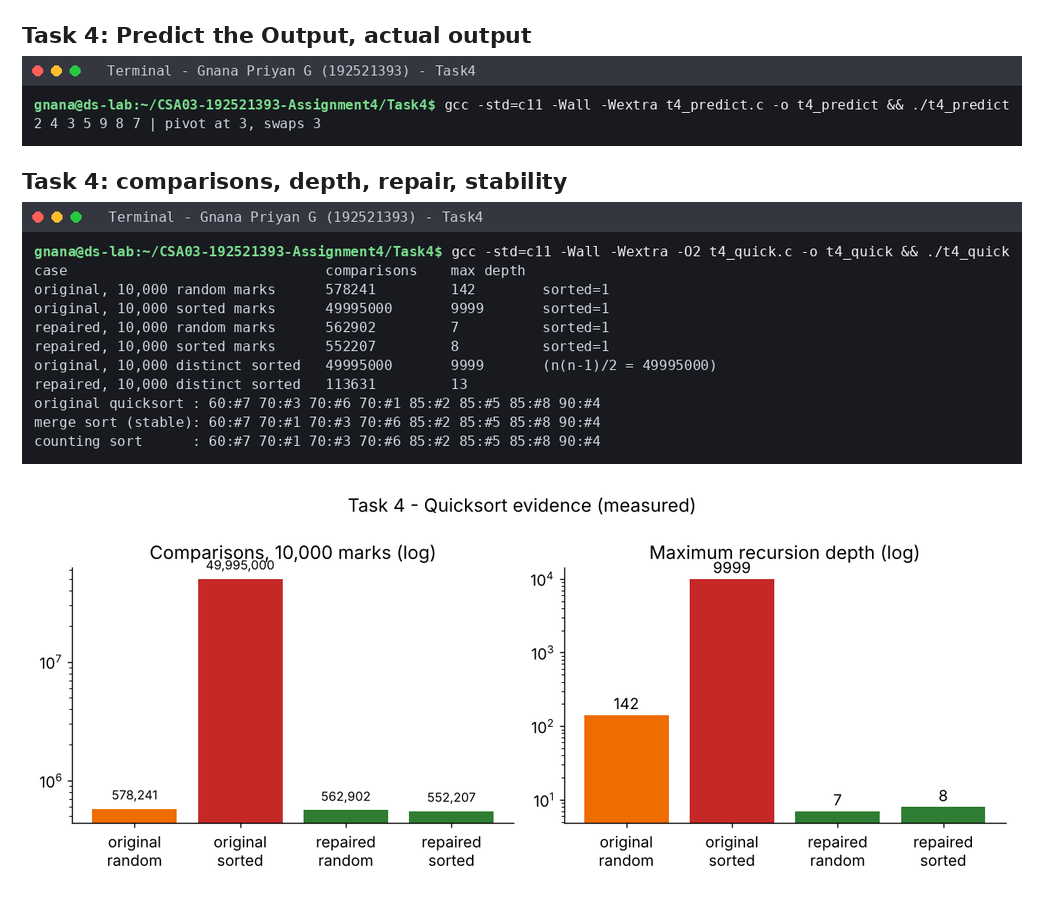 Task 4: Predict the Output, actual output
Terminal - Gnana Priyan G (192521393) - Task4
gnana@ds-lab:~/CSA03-192521393-Assignment4/Task4$ gcc -std=c11 -Wall -Wextra t4_predict.c -o t4_predict && ./t4_predict
2 4 3 5 9 8 7 | pivot at 3, swaps 3
Task 4: comparisons, depth, repair, stability
Terminal - Gnana Priyan G (192521393) - Task4
gnana@ds-lab:~/CSA03-192521393-Assignment4/Task4$ gcc -std=c11 -Wall -Wextra -O2 t4_quick.c -o t4_quick && ./t4_quick
case comparisons max depth
original, 10,000 random marks 578241 142 sorted=1
original, 10,000 sorted marks 49995000 9999 sorted=1
repaired, 10,000 random marks 562902 7 sorted=1
repaired, 10,000 sorted marks 552207 8 sorted=1
original, 10,000 distinct sorted 49995000 9999 (n(n-1)/2 = 49995000)
repaired, 10,000 distinct sorted 113631 13
original quicksort : 60:#7 70:#3 70:#6 70:#1 85:#2 85:#5 85:#8 90:#4
merge sort (stable): 60:#7 70:#1 70:#3 70:#6 85:#2 85:#5 85:#8 90:#4
counting sort : 60:#7 70:#1 70:#3 70:#6 85:#2 85:#5 85:#8 90:#4
Task 4 - Quicksort evidence (measured)
Comparisons, 10,000 marks (log)
49,995,000
10^7
10^6
578,241
562,902
552,207
original random
original sorted
repaired random
repaired sorted
Maximum recursion depth (log)
9999
10^4
10^3
10^2
10^1
142
7
8
original random
original sorted
repaired random
repaired sorted